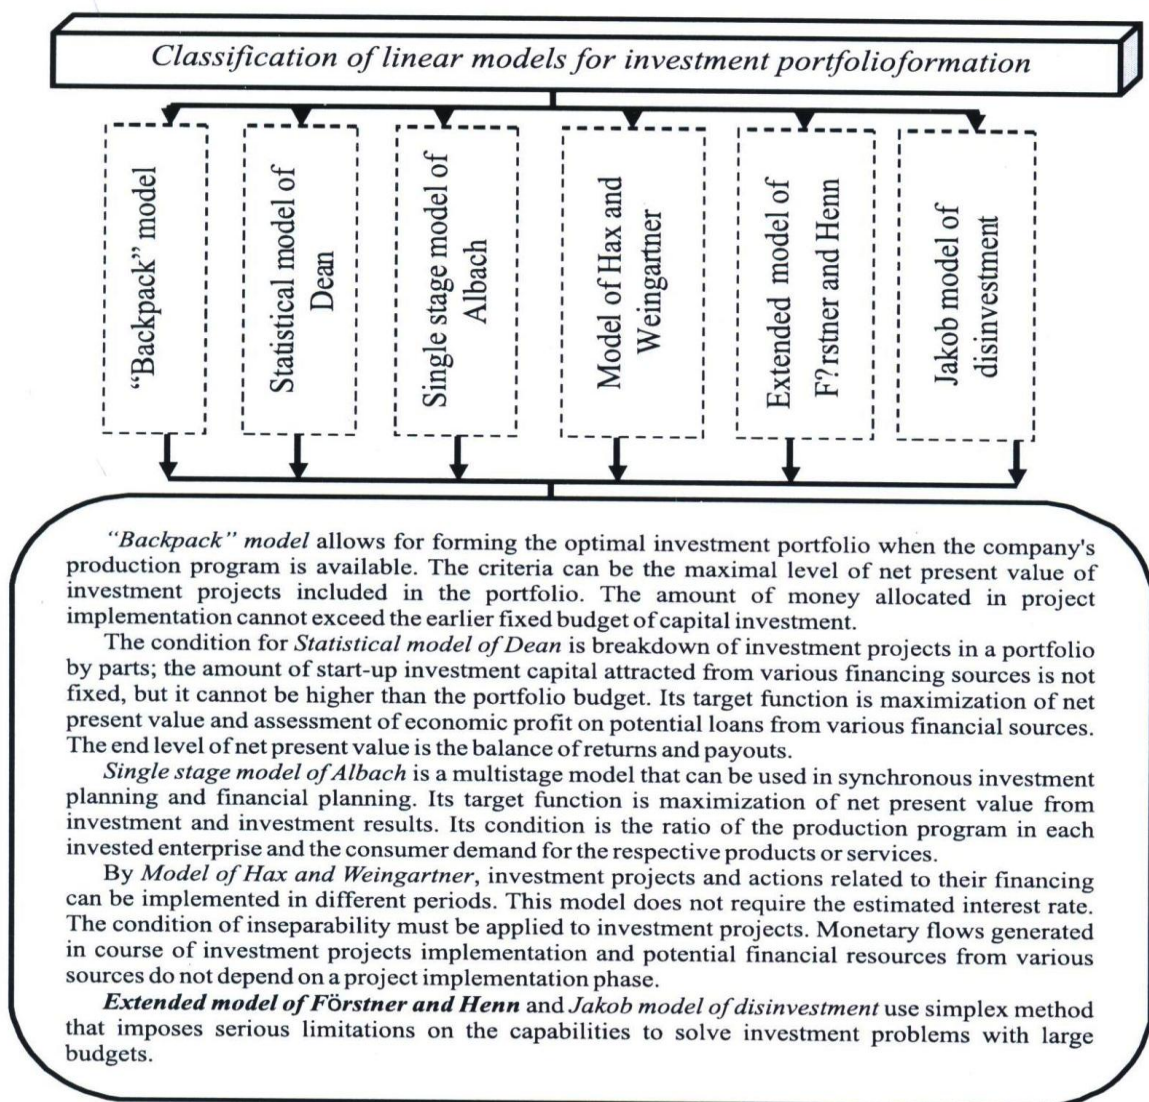 Classification of linear models for investment portfolioformation
“Backpack” model
Statistical model of
Dean
Single stage model of
Albach
Model of Hax and
Weingartner
Extended model of
F?rstner and Henn
Jakob model of
disinvestment
“Backpack” model allows for forming the optimal investment portfolio when the company's
production program is available. The criteria can be the maximal level of net present value of
investment projects included in the portfolio. The amount of money allocated in project
implementation cannot exceed the earlier fixed budget of capital investment.
The condition for Statistical model of Dean is breakdown of investment projects in a portfolio
by parts; the amount of start-up investment capital attracted from various financing sources is not
fixed, but it cannot be higher than the portfolio budget. Its target function is maximization of net
present value and assessment of economic profit on potential loans from various financial sources.
The end level of net present value is the balance of returns and payouts.
Single stage model of Albach is a multistage model that can be used in synchronous investment
planning and financial planning. Its target function is maximization of net present value from
investment and investment results. Its condition is the ratio of the production program in each
invested enterprise and the consumer demand for the respective products or services.
By Model of Hax and Weingartner, investment projects and actions related to their financing
can be implemented in different periods. This model does not require the estimated interest rate.
The condition of inseparability must be applied to investment projects. Monetary flows generated
in course of investment projects implementation and potential financial resources from various
sources do not depend on a project implementation phase.
Extended model of Förstner and Henn and Jakob model of disinvestment use simplex method
that imposes serious limitations on the capabilities to solve investment problems with large
budgets.